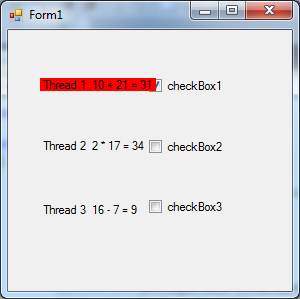 Form1
Thread 1  10 + 21 = 31 checkBox1
Thread 2  2 * 17 = 34 checkBox2
Thread 3  16 - 7 = 9 checkBox3